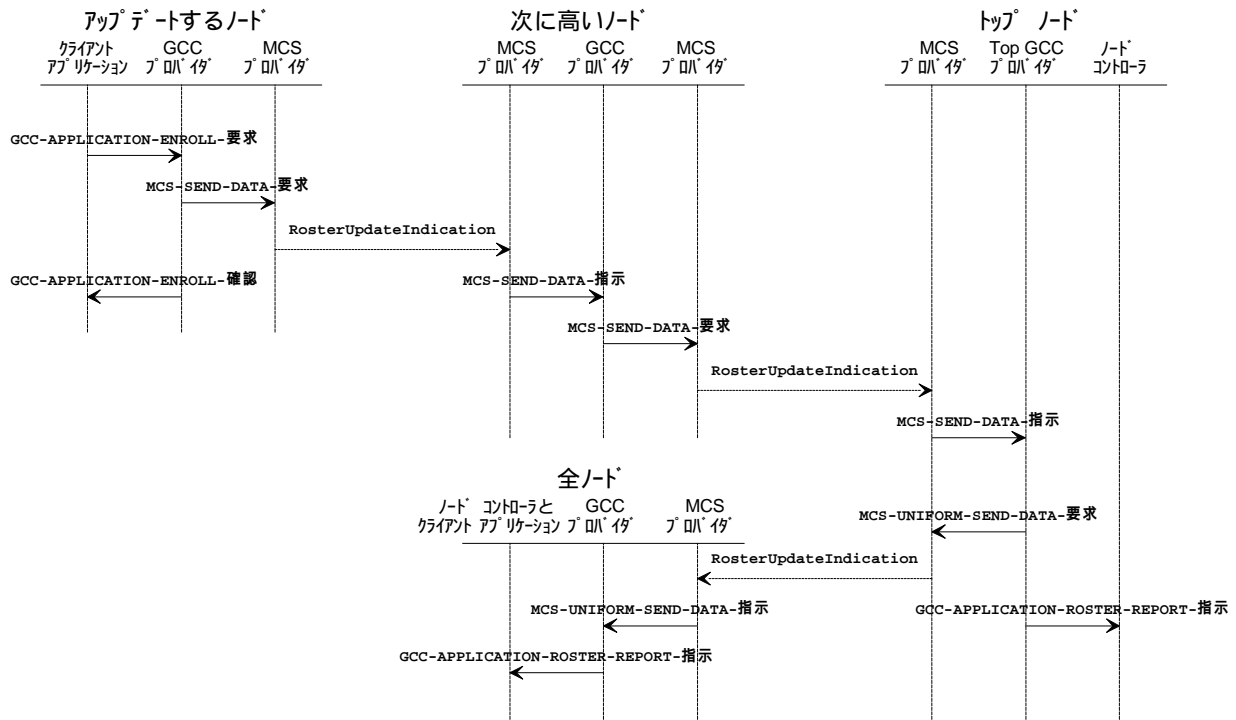 アップデートするノード
クライアント
アプリケーション
GCC
プロバイダ
MCS
プロバイダ
次に高いノード
MCS
プロバイダ
GCC
プロバイダ
MCS
プロバイダ
トップ ノード
MCS
プロバイダ
Top GCC
プロバイダ
ノード
コントローラ
GCC-APPLICATION-ENROLL-要求
MCS-SEND-DATA-要求
RosterUpdateIndication
GCC-APPLICATION-ENROLL-確認
MCS-SEND-DATA-指示
MCS-SEND-DATA-要求
RosterUpdateIndication
MCS-SEND-DATA-指示
全ノード
ノード コントローラと
クライアント アプリケーション
GCC
プロバイダ
MCS
プロバイダ
MCS-UNIFORM-SEND-DATA-要求
RosterUpdateIndication
MCS-UNIFORM-SEND-DATA-指示
GCC-APPLICATION-ROSTER-REPORT-指示
GCC-APPLICATION-ROSTER-REPORT-指示